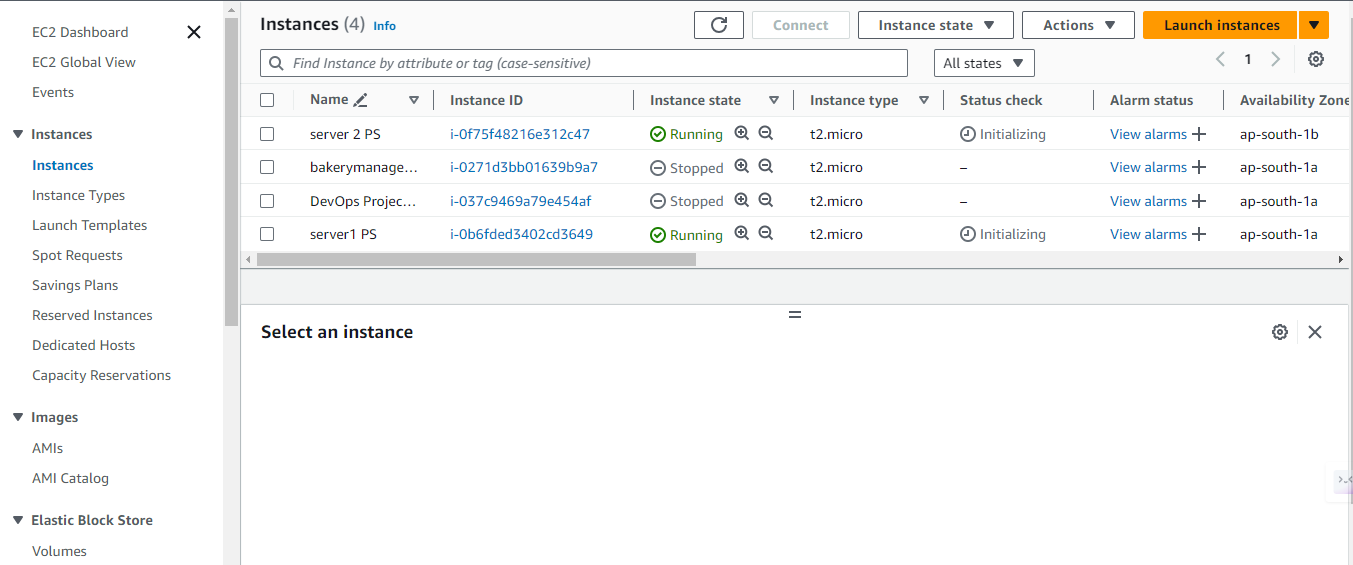 EC2 Dashboard
EC2 Global View
Events
Instances
Instances
Instance Types
Launch Templates
Spot Requests
Savings Plans
Reserved Instances
Dedicated Hosts
Capacity Reservations
Images
AMIs
AMI Catalog
Elastic Block Store
Volumes
Instances (4) Info
Connect
Instance state
Actions
Launch instances
Find Instance by attribute or tag (case-sensitive)
All states
1
Name Instance ID Instance state Instance type Status check Alarm status Availability Zone
server 2 PS i-0f75f48216e312c47 Running t2.micro Initializing View alarms + ap-south-1b
bakerymanage... i-0271d3bb01639b9a7 Stopped t2.micro – View alarms + ap-south-1a
DevOps Projec... i-037c9469a79e454af Stopped t2.micro – View alarms + ap-south-1a
server1 PS i-0b6fded3402cd3649 Running t2.micro Initializing View alarms + ap-south-1a
Select an instance